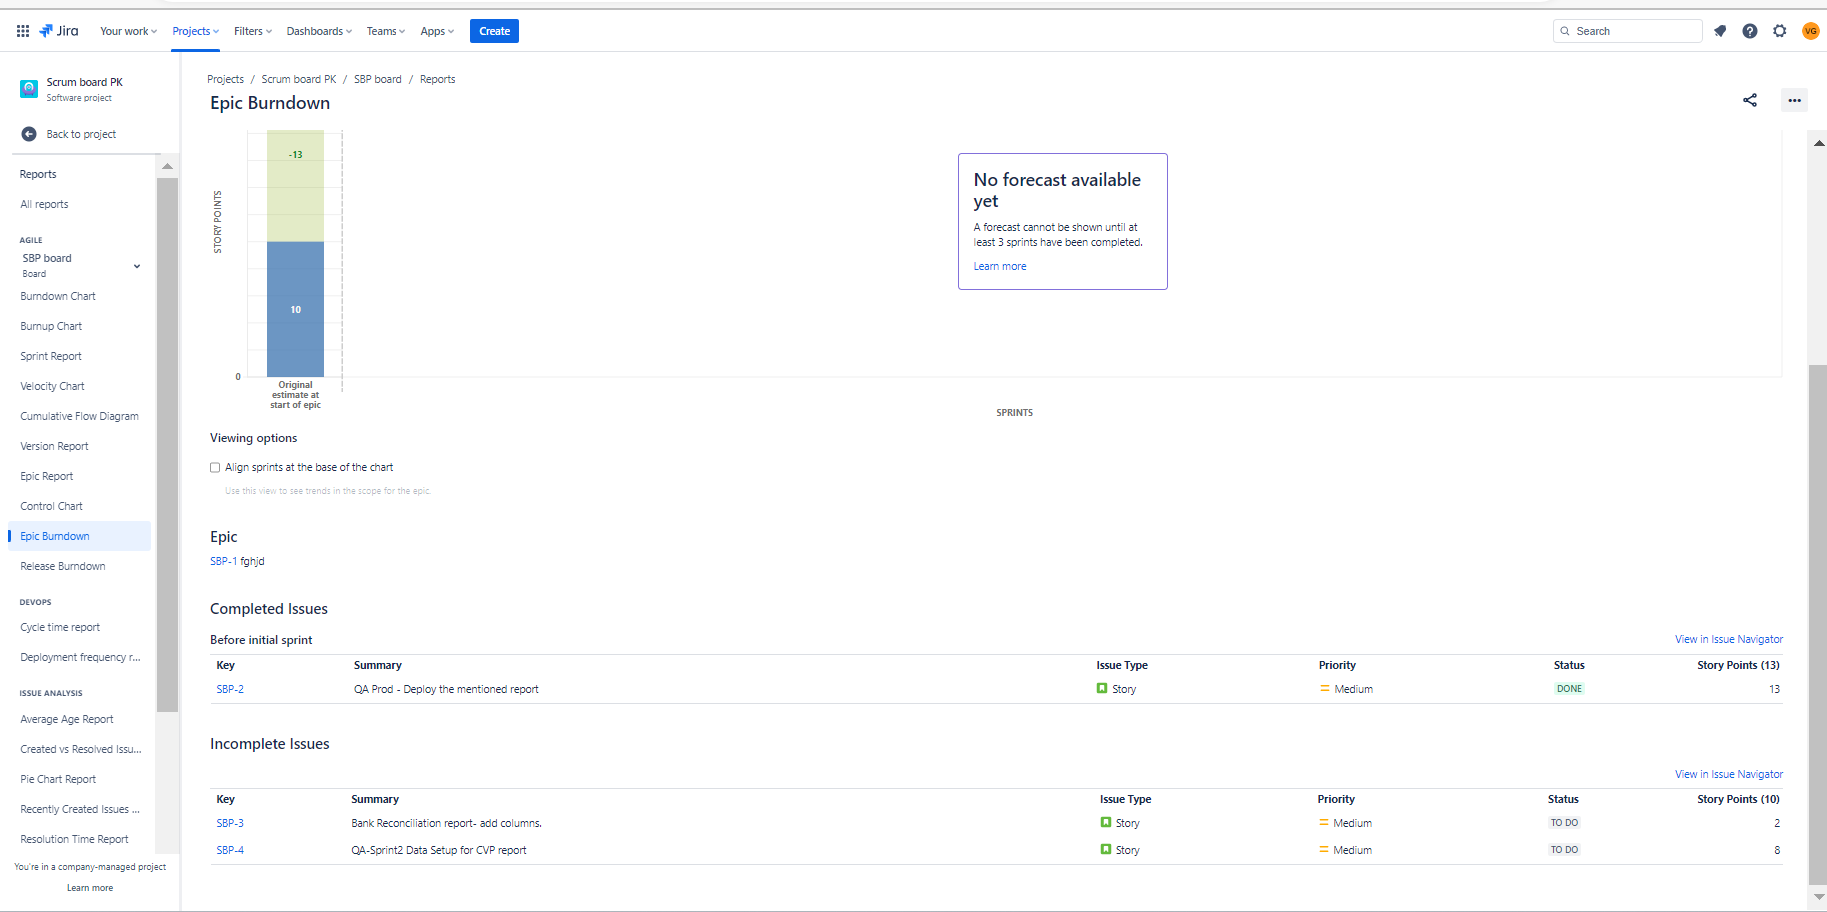 Jira
Your work
Projects
Filters
Dashboards
Teams
Apps
Create
Search
VG
Scrum board PK
Software project
Back to project
Reports
All reports
AGILE
SBP board
Board
Burndown Chart
Burnup Chart
Sprint Report
Velocity Chart
Cumulative Flow Diagram
Version Report
Epic Report
Control Chart
Epic Burndown
Release Burndown
DEVOPS
Cycle time report
Deployment frequency r...
ISSUE ANALYSIS
Average Age Report
Created vs Resolved Issu...
Pie Chart Report
Recently Created Issues ...
Resolution Time Report
You're in a company-managed project
Learn more
Projects / Scrum board PK / SBP board / Reports
Epic Burndown
STORY POINTS
-13
10
0
Original
estimate at
start of epic
No forecast available
yet
A forecast cannot be shown until at
least 3 sprints have been completed.
Learn more
SPRINTS
Viewing options
Align sprints at the base of the chart
Use this view to see trends in the scope for the epic.
Epic
SBP-1 fghjd
Completed Issues
Before initial sprint
View in Issue Navigator
Key Summary Issue Type Priority Status Story Points (13)
SBP-2 QA Prod - Deploy the mentioned report Story Medium DONE 13
Incomplete Issues
View in Issue Navigator
Key Summary Issue Type Priority Status Story Points (10)
SBP-3 Bank Reconciliation report- add columns. Story Medium TO DO 2
SBP-4 QA-Sprint2 Data Setup for CVP report Story Medium TO DO 8